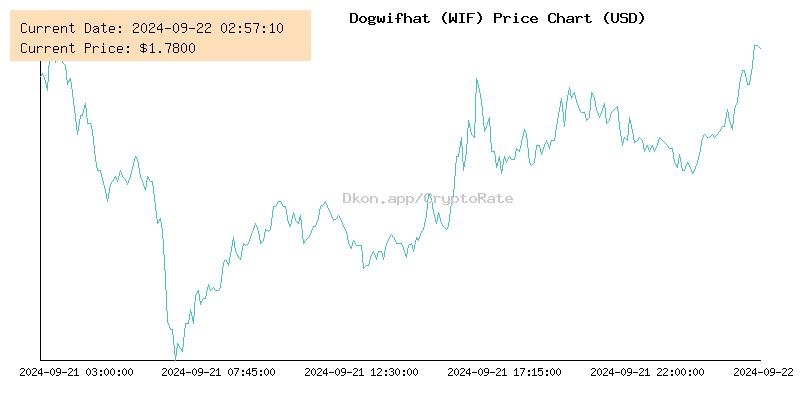 Dogwifhat (WIF) Price Chart (USD)
Current Date: 2024-09-22 02:57:10
Current Price: $1.7800
Dkon.app/CryptoRate
2024-09-21 03:00:00 2024-09-21 07:45:00 2024-09-21 12:30:00 2024-09-21 17:15:00 2024-09-21 22:00:00 2024-09-22